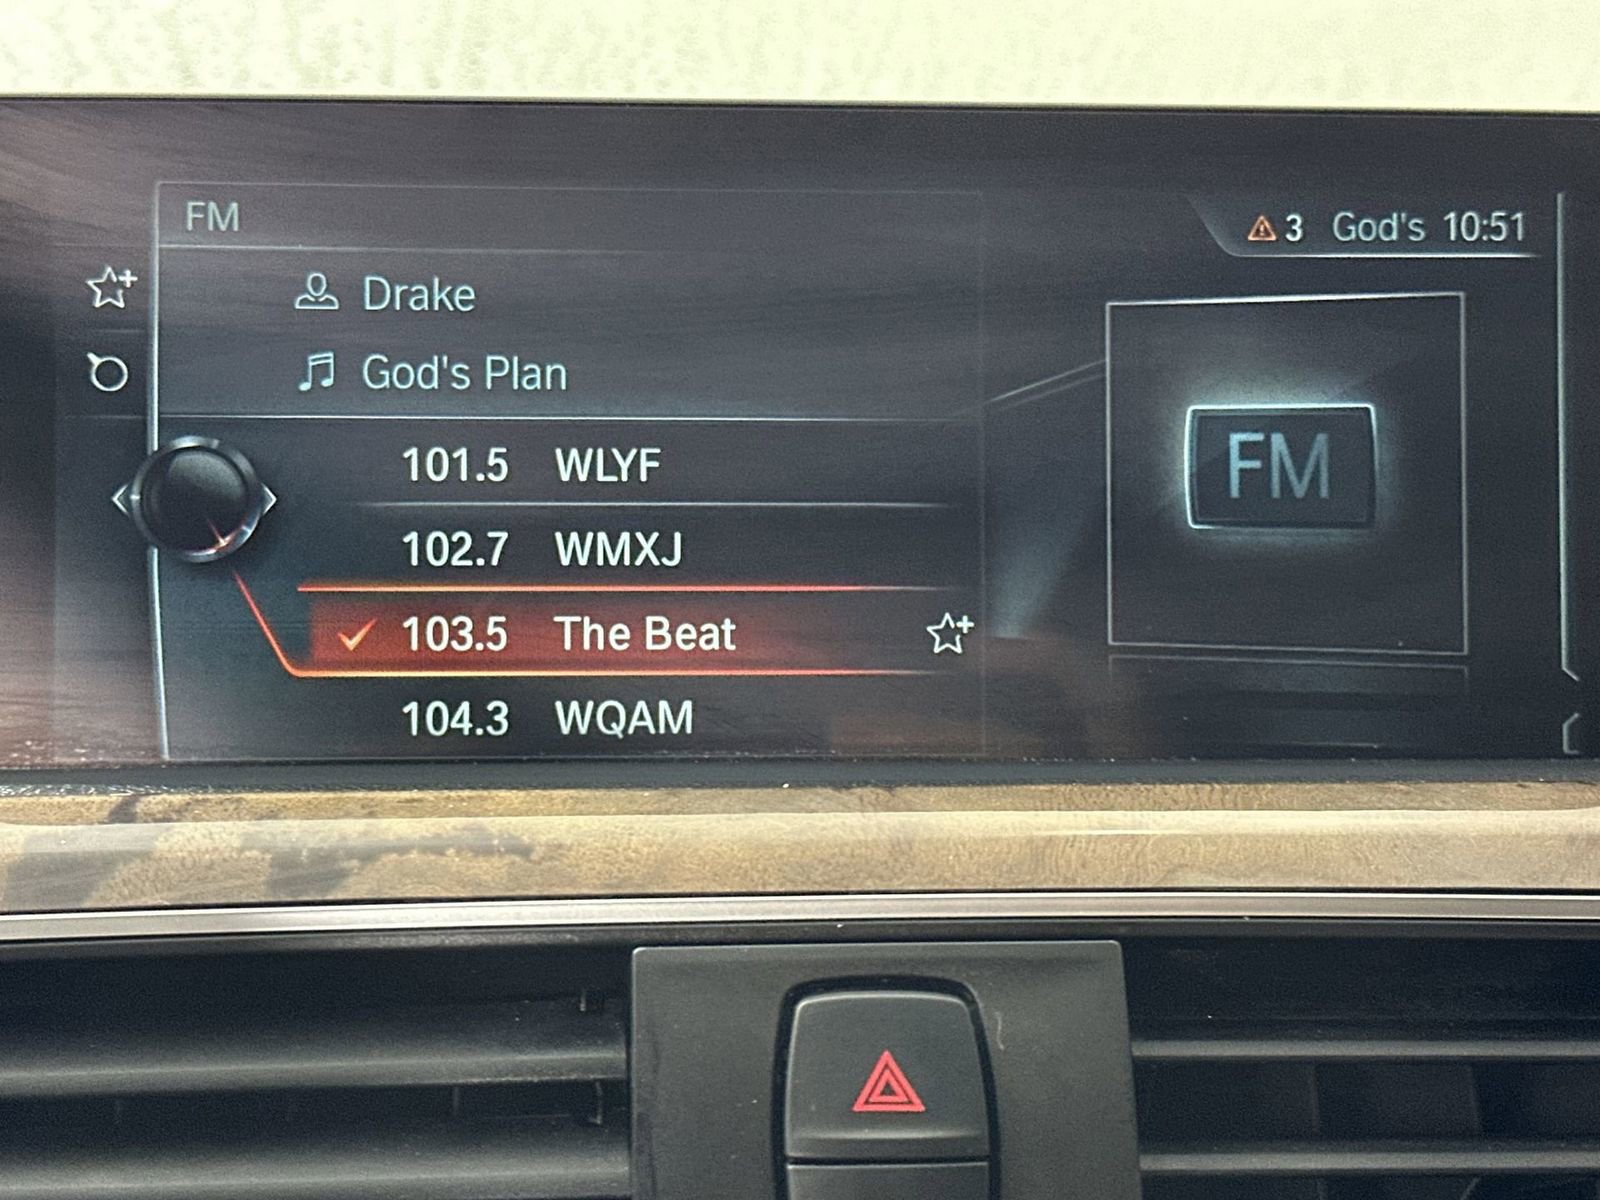 FM
3 God's 10:51
Drake
God's Plan
101.5 WLYF
102.7 WMXJ
103.5 The Beat
104.3 WQAM
FM